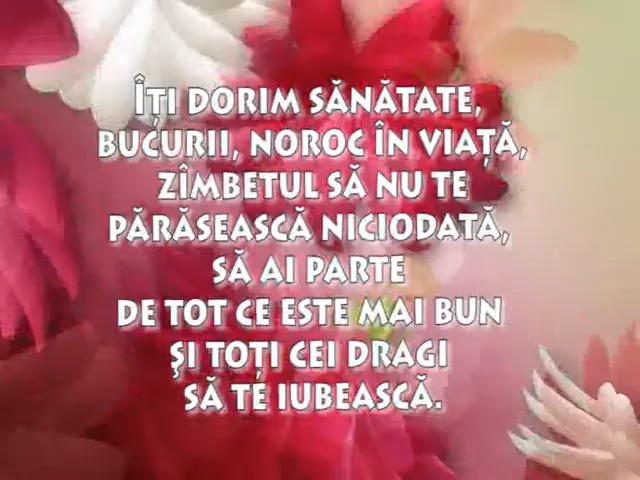 ÎȚI DORIM SĂNĂTATE,
BUCURII, NOROC ÎN VIAȚĂ,
ZÎMBETUL SĂ NU TE
PĂRĂSEASCĂ NICIODATĂ,
SĂ AI PARTE
DE TOT CE ESTE MAI BUN
ŞI TOȚI CEI DRAGI
SĂ TE IUBEASCĂ.